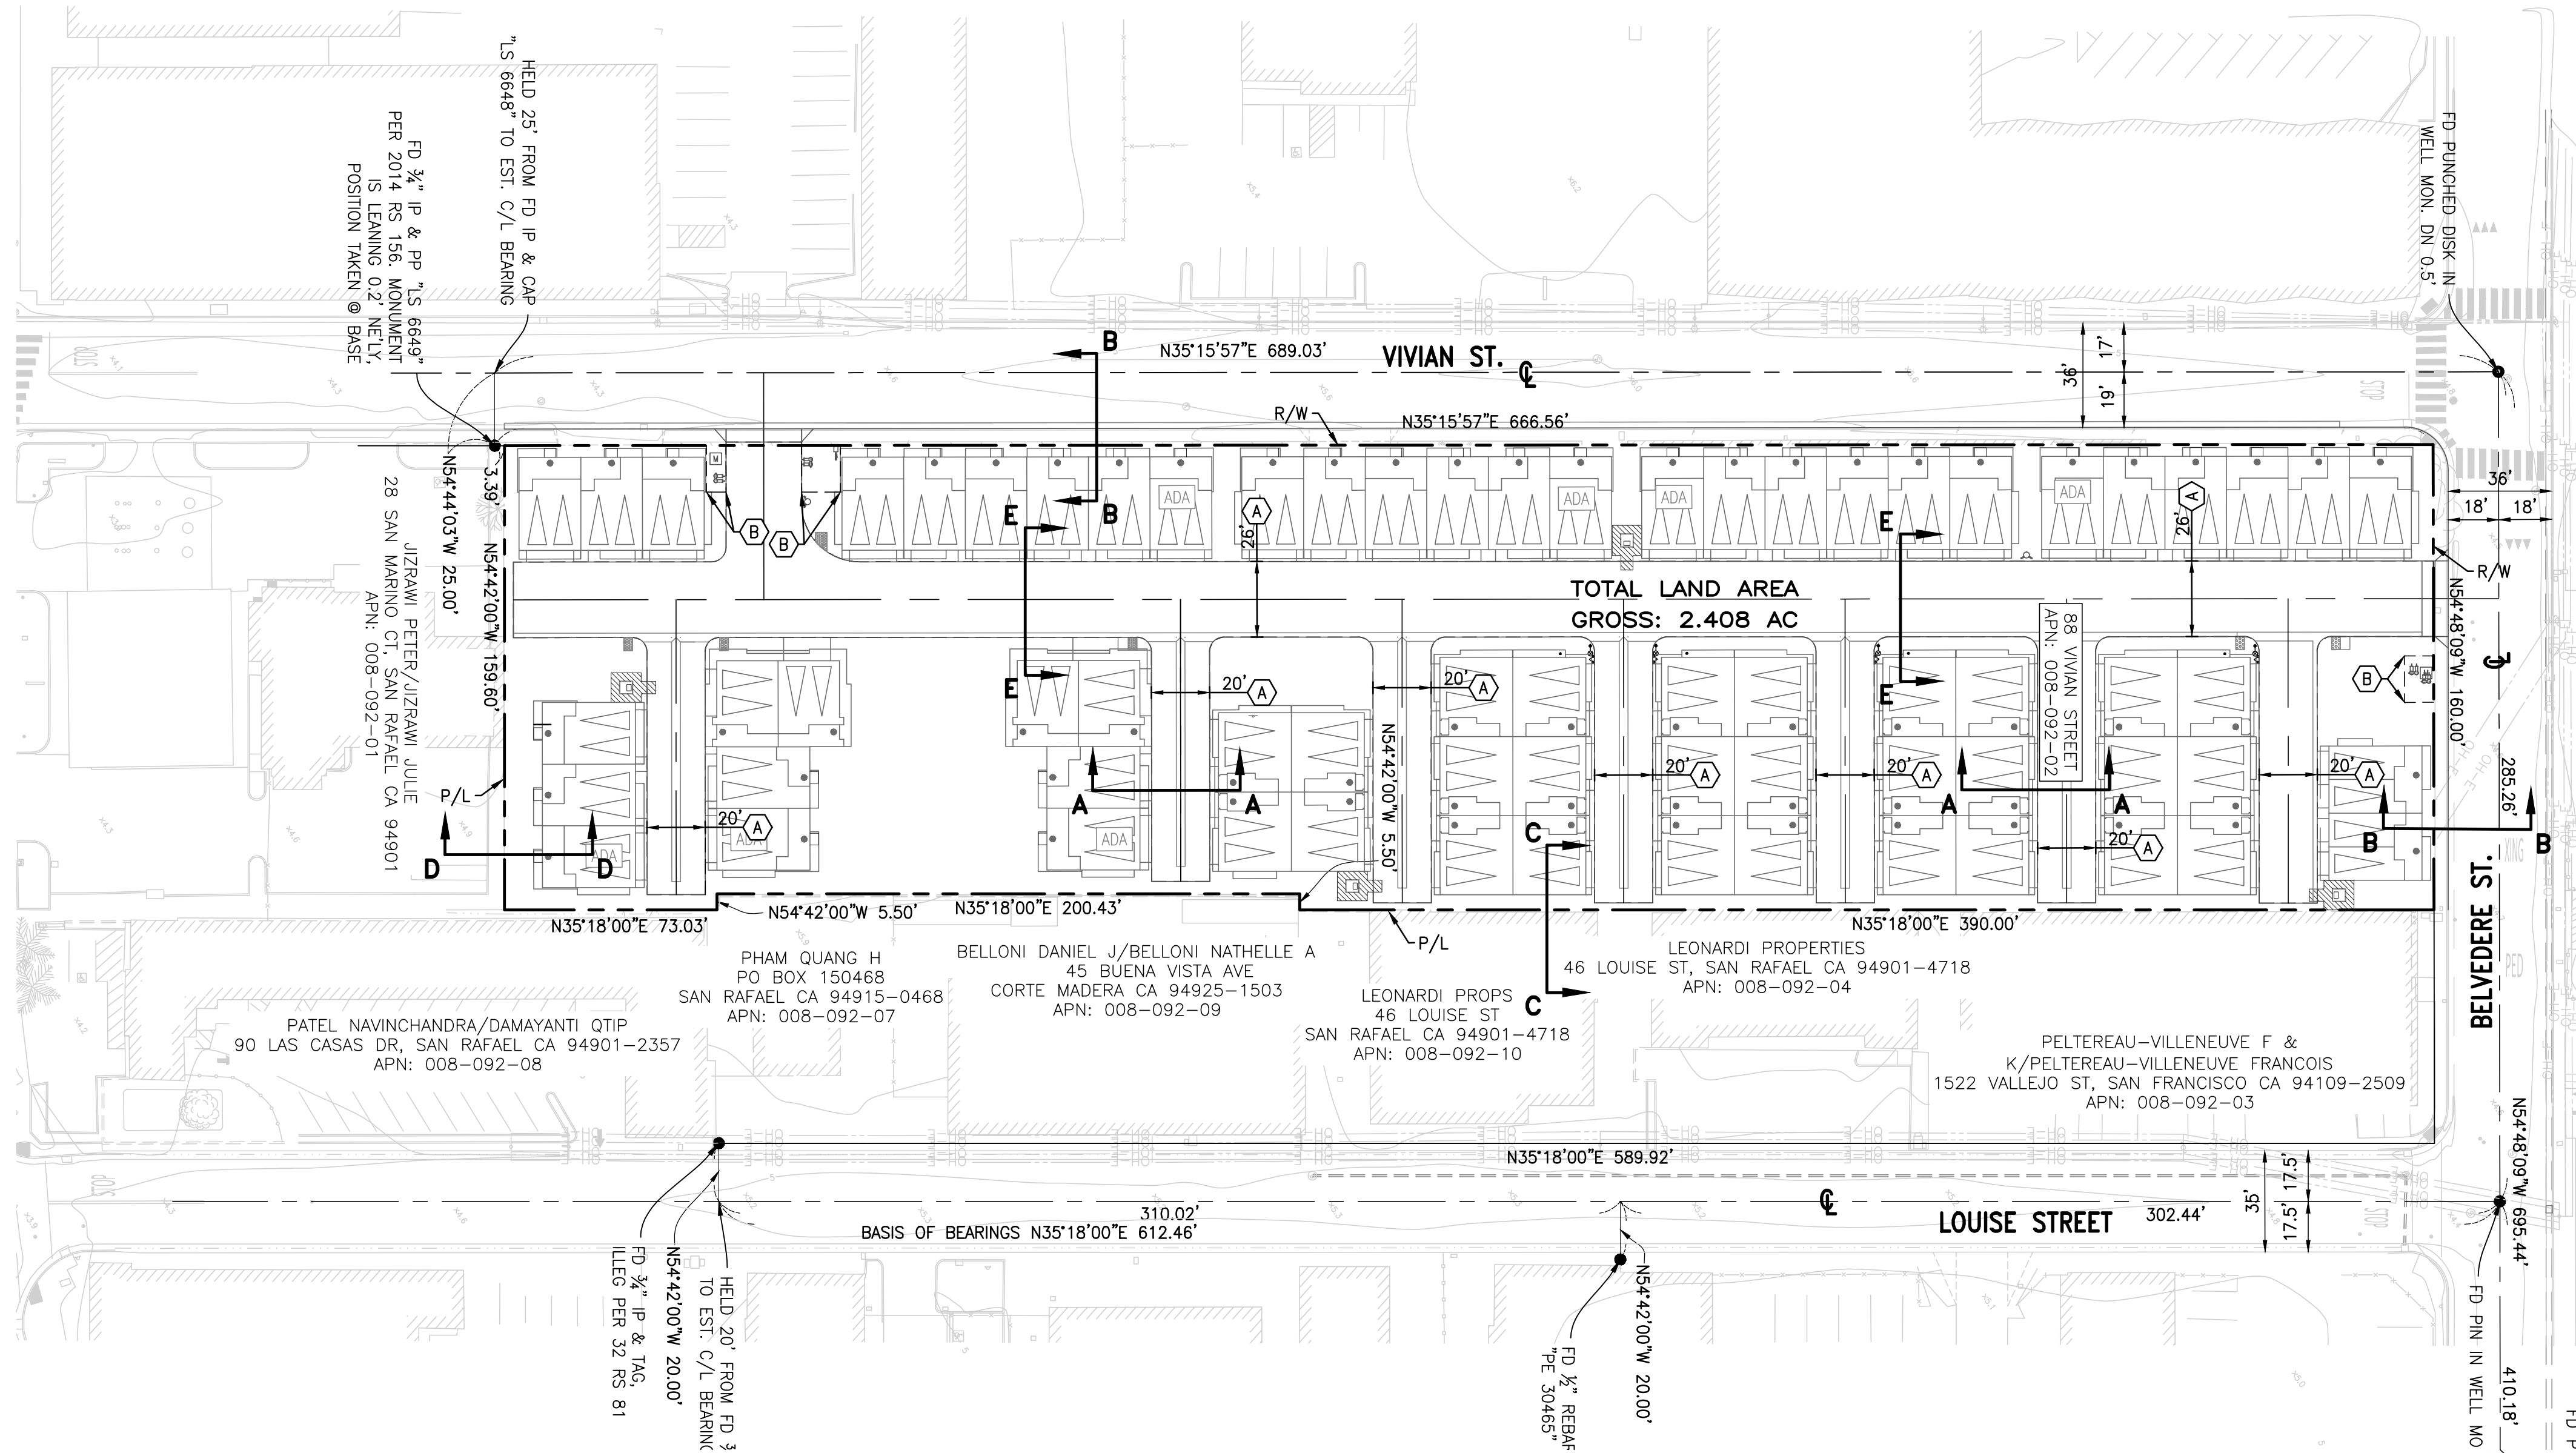 HELD 25' FROM FD IP & CAP
"LS 6648" TO EST. C/L BEARING
FD ¾" IP & PP "LS 6649"
PER 2014 RS 156. MONUMENT
IS LEANING 0.2' NE'LY,
POSITION TAKEN @ BASE
FD PUNCHED DISK IN
WELL MON. DN 0.5'
B
N35°15'57"E 689.03'
VIVIAN ST.
36'
17'
19'
STOP
STOP
R/W
N35°15'57"E 666.56'
N54°44'03"W 25.00'
3.39'
N54°42'00"W 159.60'
M
B
B
E
B
ADA
A
26'
ADA
ADA
E
ADA
A
26'
36'
18'
18'
R/W
N54°48'09"W 160.00'
TOTAL LAND AREA
GROSS: 2.408 AC
88 VIVIAN STREET
APN: 008-092-02
JIZRAWI PETER/JIZRAWI JULIE
28 SAN MARINO CT, SAN RAFAEL CA 94901
APN: 008-092-01
E
20'
A
20'
A
E
B
P/L
N54°42'00"W 5.50'
20'
A
20'
A
20'
A
285.26'
A
A
A
A
20'
A
ADA
ADA
ADA
C
20'
A
B
B
D
D
XING
PED
BELVEDERE ST.
N35°18'00"E 73.03'
N54°42'00"W 5.50'
N35°18'00"E 200.43'
P/L
N35°18'00"E 390.00'
PHAM QUANG H
PO BOX 150468
SAN RAFAEL CA 94915-0468
APN: 008-092-07
BELLONI DANIEL J/BELLONI NATHELLE A
45 BUENA VISTA AVE
CORTE MADERA CA 94925-1503
APN: 008-092-09
LEONARDI PROPERTIES
46 LOUISE ST, SAN RAFAEL CA 94901-4718
APN: 008-092-04
C
LEONARDI PROPS
46 LOUISE ST
SAN RAFAEL CA 94901-4718
APN: 008-092-10
PATEL NAVINCHANDRA/DAMAYANTI QTIP
90 LAS CASAS DR, SAN RAFAEL CA 94901-2357
APN: 008-092-08
PELTEREAU-VILLENEUVE F &
K/PELTEREAU-VILLENEUVE FRANCOIS
1522 VALLEJO ST, SAN FRANCISCO CA 94109-2509
APN: 008-092-03
N54°48'09"W 695.44'
N35°18'00"E 589.92'
STOP
STOP
310.02'
BASIS OF BEARINGS N35°18'00"E 612.46'
LOUISE STREET
302.44'
35'
17.5'
17.5'
FD ¾" IP & TAG,
ILLEG PER 32 RS 81
N54°42'00"W 20.00'
HELD 20' FROM FD
TO EST. C/L BEARING
FD ½" REBAR
"PE 30465"
N54°42'00"W 20.00'
FD PIN IN WELL MO
410.18'